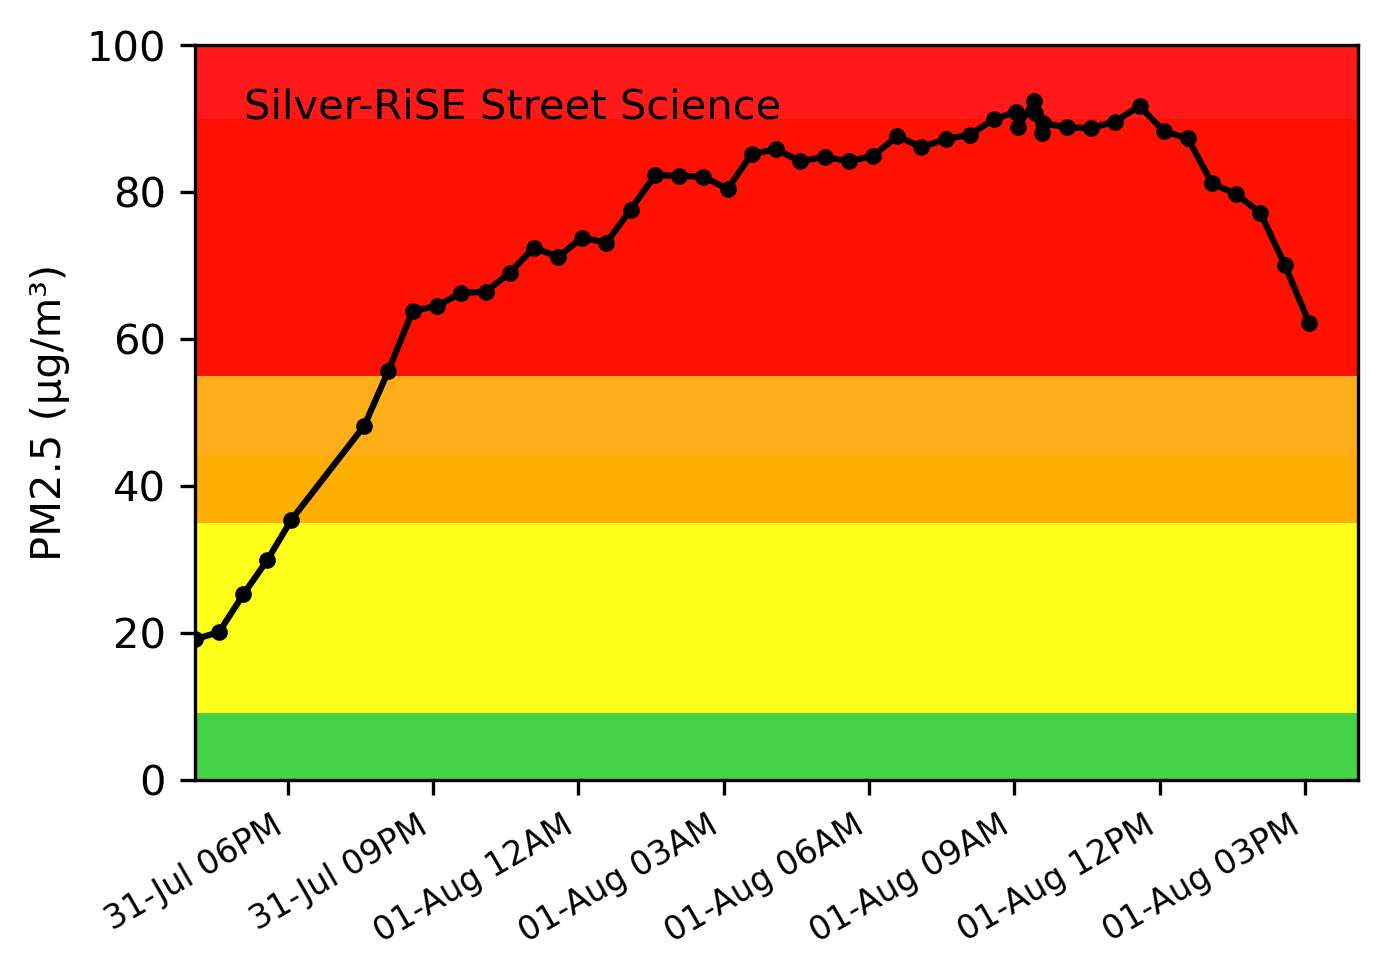 Silver-RiSE Street Science
PM2.5 (µg/m³)
100
80
60
40
20
0
31-Jul 06PM
31-Jul 09PM
01-Aug 12AM
01-Aug 03AM
01-Aug 06AM
01-Aug 09AM
01-Aug 12PM
01-Aug 03PM